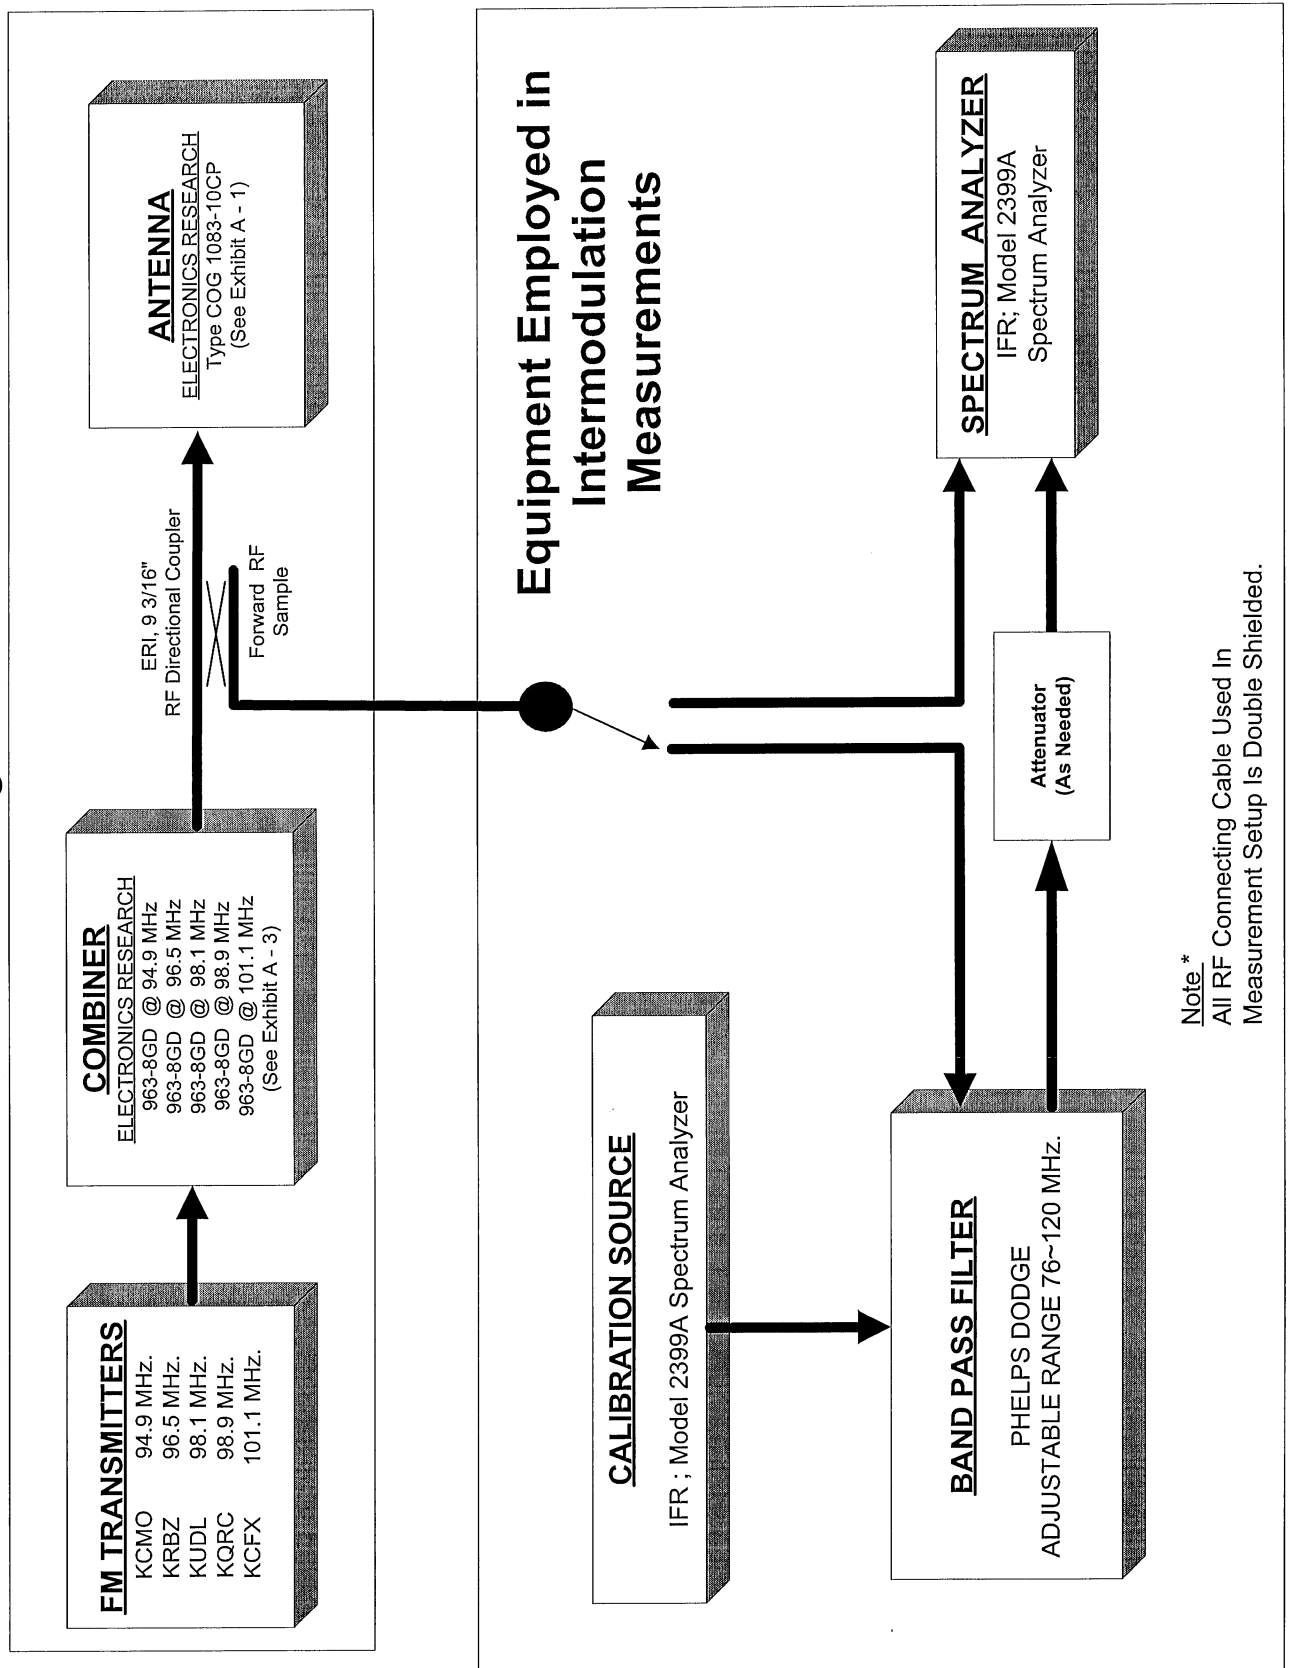 FM TRANSMITTERS
KCMO 94.9 MHz.
KRBZ 96.5 MHz.
KUDL 98.1 MHz.
KQRC 98.9 MHz.
KCFX 101.1 MHz.
COMBINER
ELECTRONICS RESEARCH
963-8GD @ 94.9 MHz
963-8GD @ 96.5 MHz
963-8GD @ 98.1 MHz
963-8GD @ 98.9 MHz
963-8GD @ 101.1 MHz
(See Exhibit A - 3)
ERI, 9 3/16"
RF Directional Coupler
Forward RF
Sample
ANTENNA
ELECTRONICS RESEARCH
Type COG 1083-10CP
(See Exhibit A - 1)
Equipment Employed in
Intermodulation
Measurements
CALIBRATION SOURCE
IFR ; Model 2399A Spectrum Analyzer
BAND PASS FILTER
PHELPS DODGE
ADJUSTABLE RANGE 76~120 MHz.
Attenuator
(As Needed)
SPECTRUM ANALYZER
IFR; Model 2399A
Spectrum Analyzer
Note *
All RF Connecting Cable Used In
Measurement Setup Is Double Shielded.